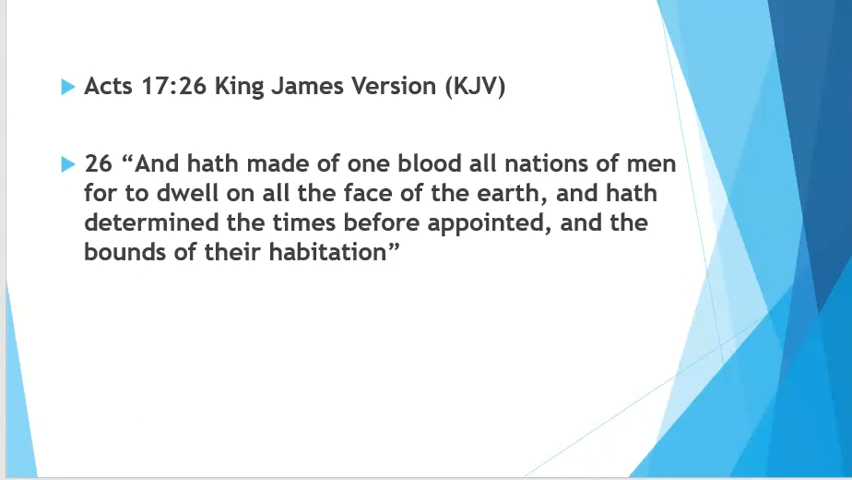 Acts 17:26 King James Version (KJV)
26 “And hath made of one blood all nations of men
for to dwell on all the face of the earth, and hath
determined the times before appointed, and the
bounds of their habitation”